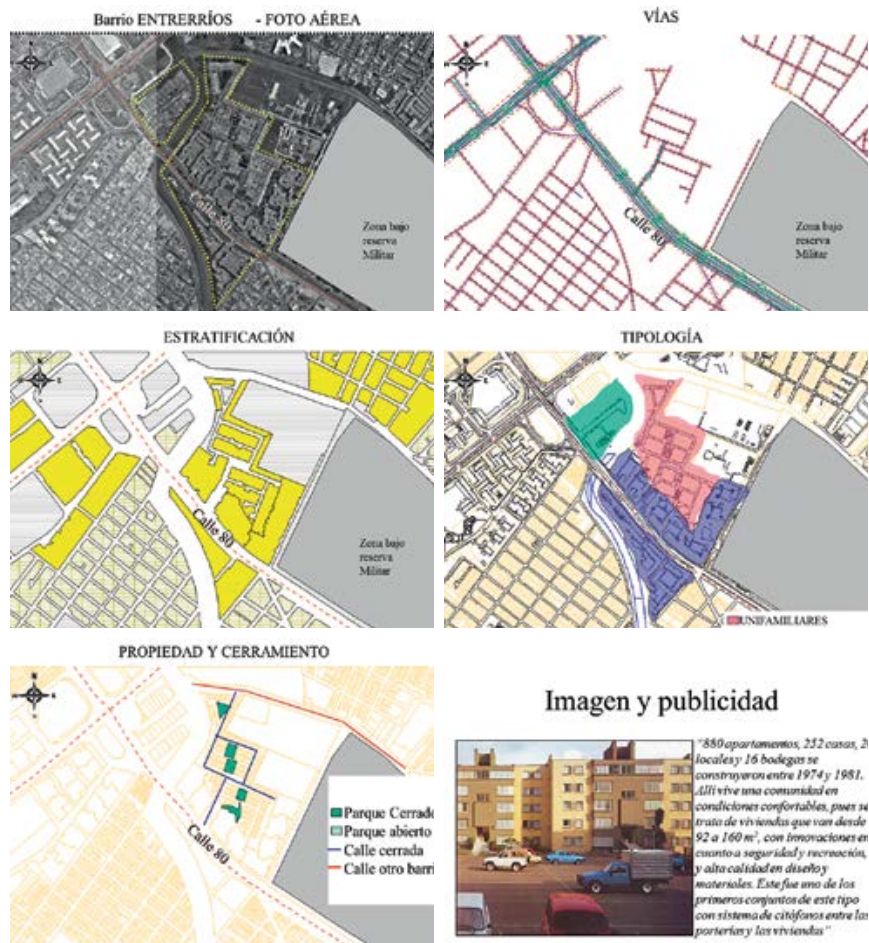 Barrio ENTRERRÍOS - FOTO AÉREA
Calle 80
Zona bajo
reserva
Militar
VÍAS
Calle 80
Zona bajo
reserva
Militar
ESTRATIFICACIÓN
Calle 80
Zona bajo
reserva
Militar
TIPOLOGÍA
UNIFAMILIARES
PROPIEDAD Y CERRAMIENTO
Calle 80
Parque Cerrado
Parque abierto
Calle cerrada
Calle otro barri
Imagen y publicidad
"880 apartamentos, 252 casas, 2
locales y 16 bodegas se
construyeron entre 1974 y 1981.
Allí vive una comunidad en
condiciones confortables, pues se
trata de viviendas que van desde
92 a 160 m², con innovaciones en
cuanto a seguridad y recreación,
y alta calidad en diseño y
materiales. Este fue uno de los
primeros conjuntos de este tipo
con sistema de citófonos entre las
porterías y las viviendas"